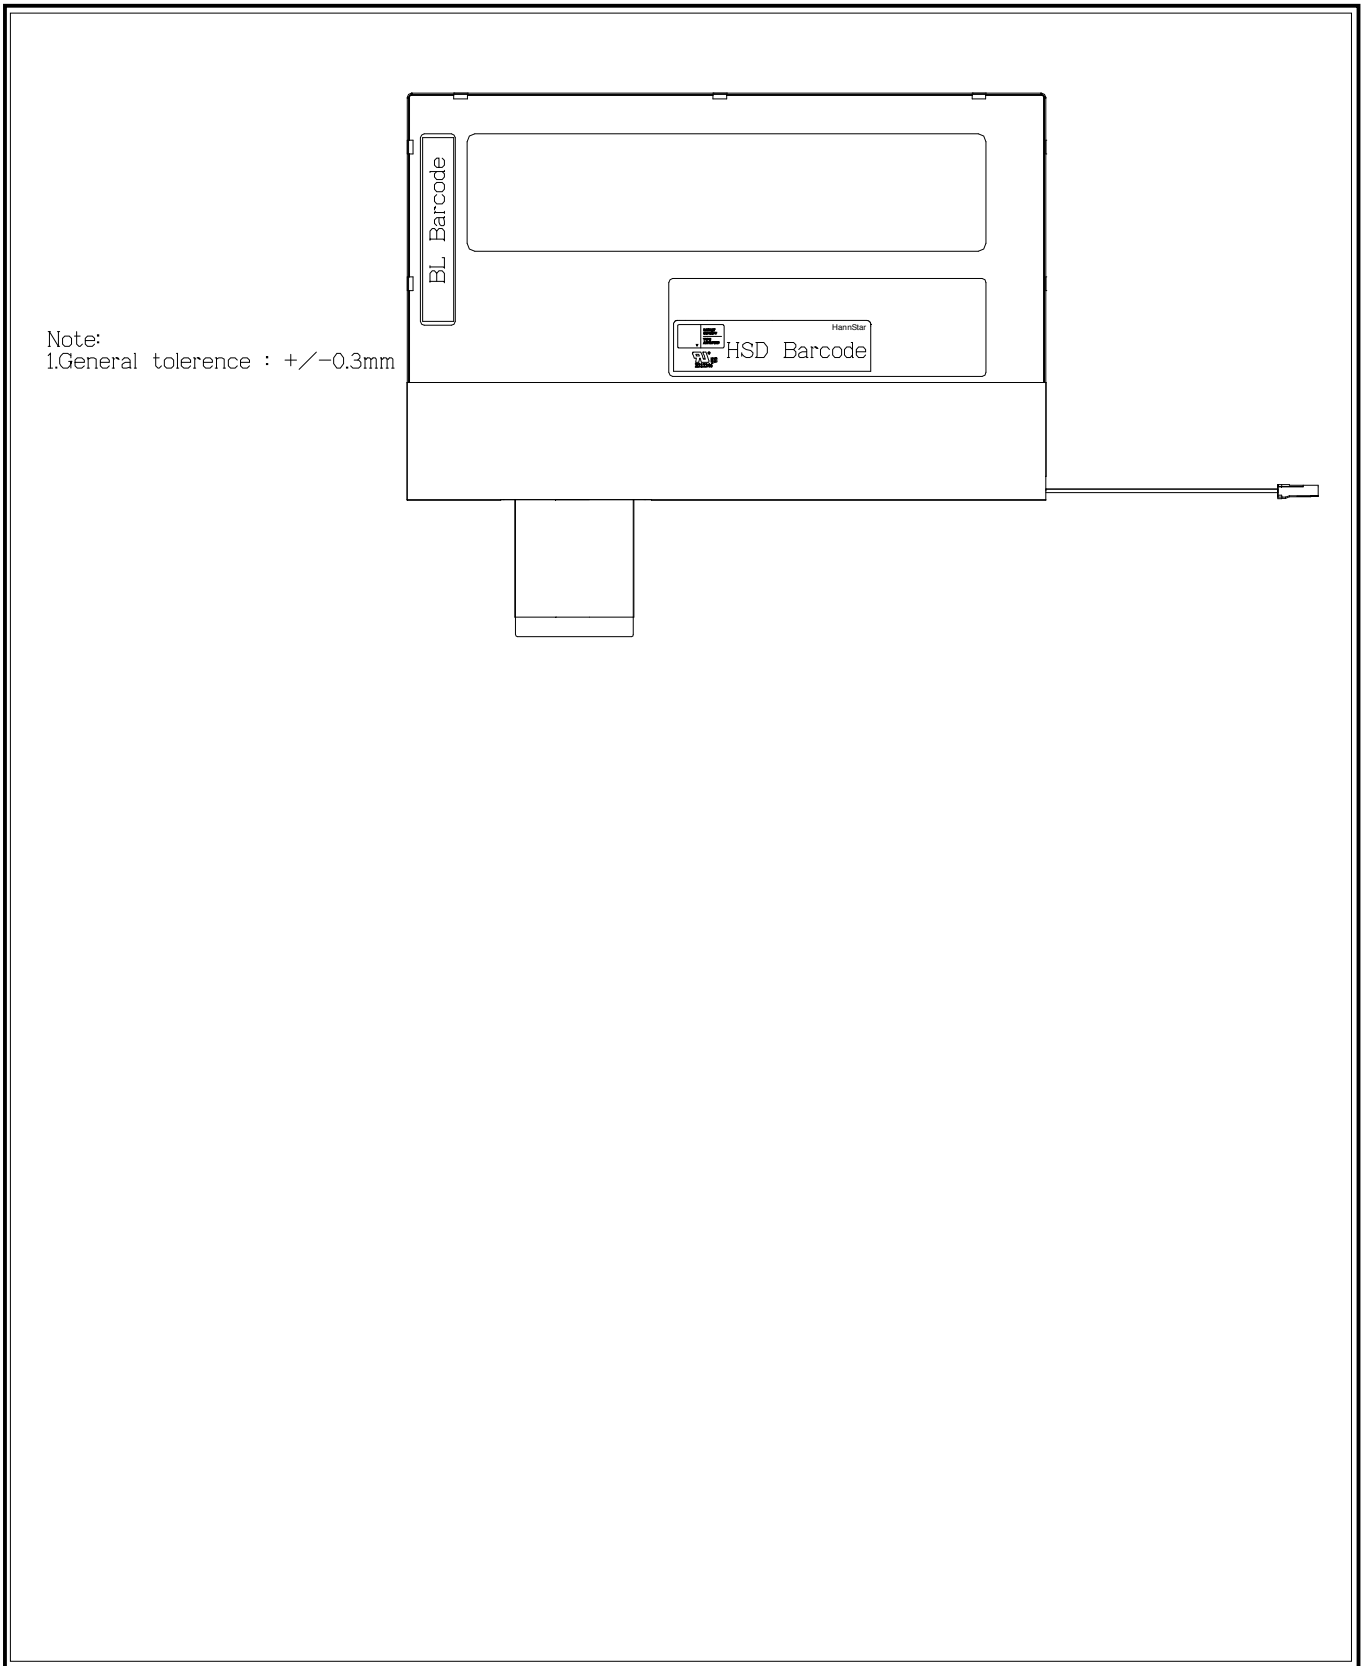 BL Barcode
HannStar
HSD Barcode
Note:
1.General tolerence : +/-0.3mm